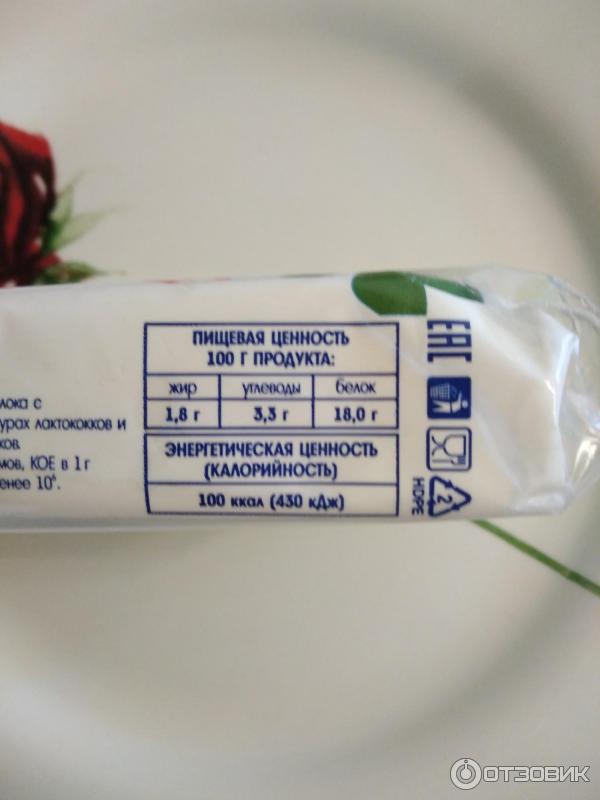 ПИЩЕВАЯ ЦЕННОСТЬ
100 Г ПРОДУКТА:
жир углеводы белок
1,8 г 3,3 г 18,0 г
ЭНЕРГЕТИЧЕСКАЯ ЦЕННОСТЬ
(КАЛОРИЙНОСТЬ)
100 ккал (430 кДж)
лока с
урах лактококков и
ков
мов, КОЕ в 1 г
енее 10⁶.
EAC
2
HDPE
ОТЗОВИК